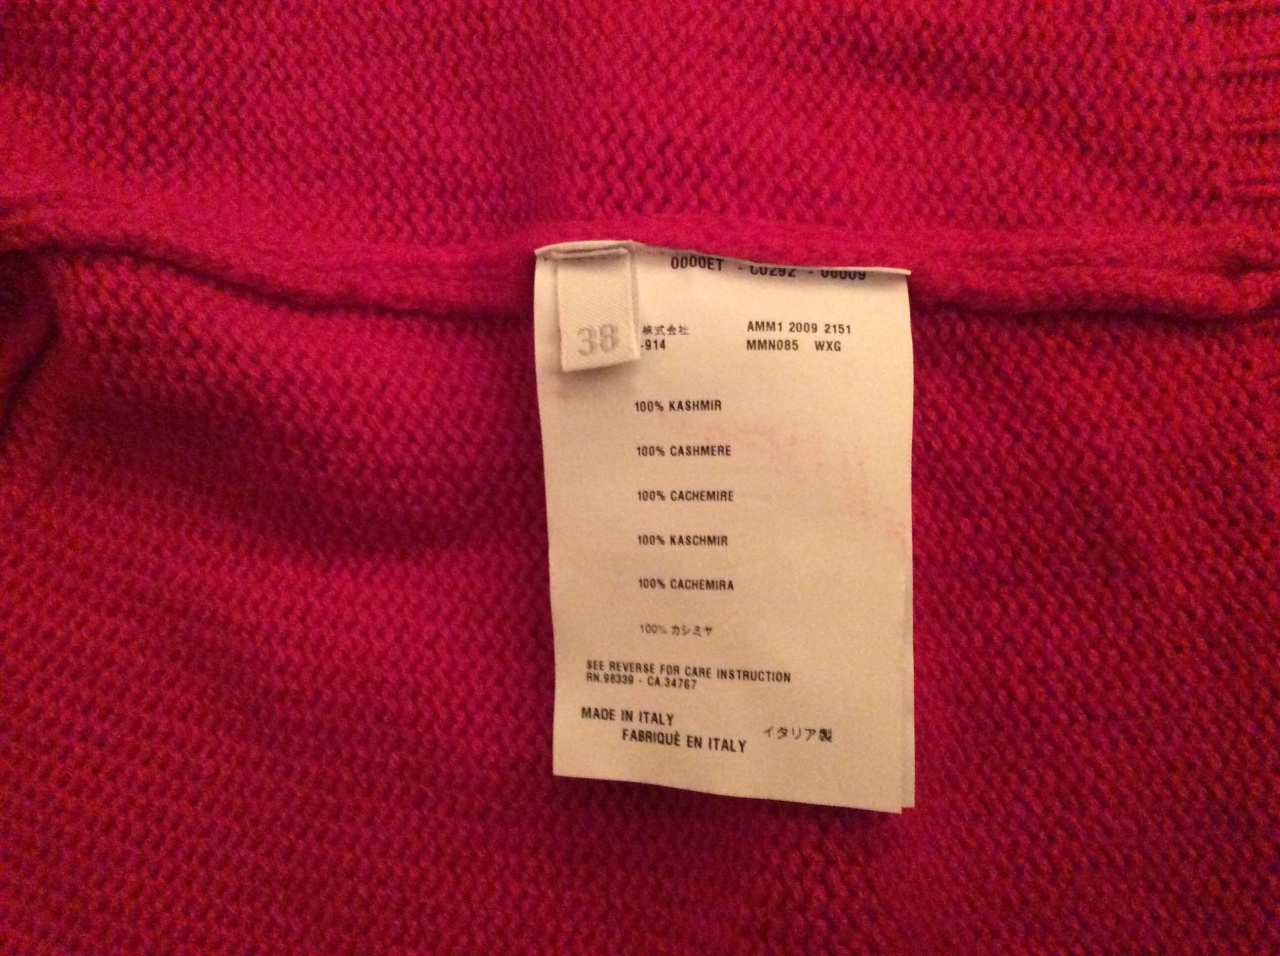 0000ET - C0292 - 00009
38
株式会社
-914
AMM1 2009 2151
MMN085 WXG
100% KASHMIR
100% CASHMERE
100% CACHEMIRE
100% KASCHMIR
100% CACHEMIRA
100% カシミヤ
SEE REVERSE FOR CARE INSTRUCTION
RN.98339 - CA.34767
MADE IN ITALY
FABRIQUÈ EN ITALY
イタリア製